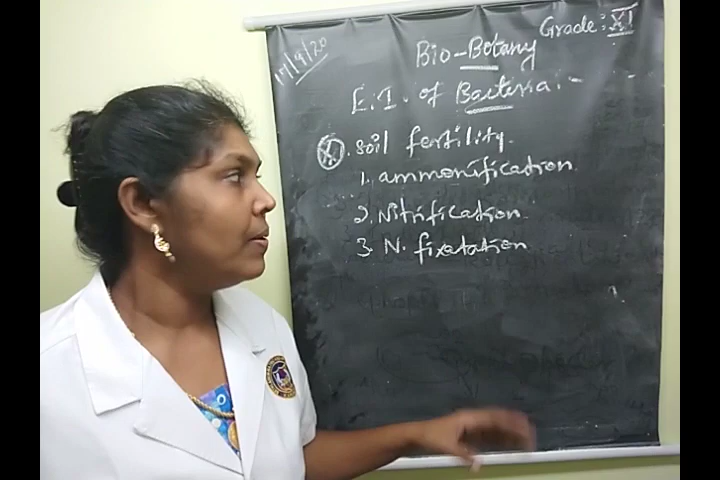 Grade: XI
17/9/20
Bio-Botany
E.I. of Bacteria:-
soil fertility.
1. ammonification
2. Nitrification
3. N. fixatation